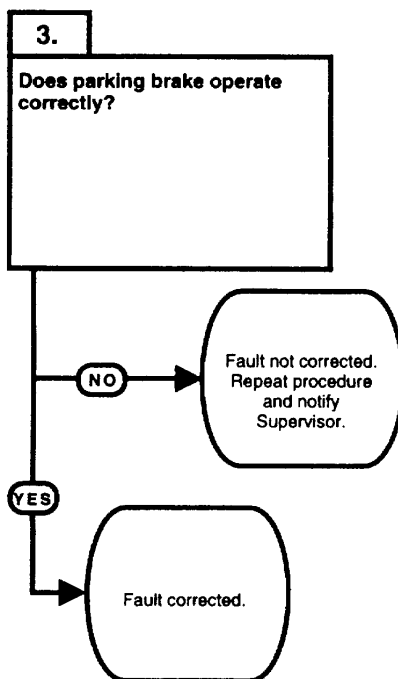 3.
Does parking brake operate
correctly?
NO
Fault not corrected.
Repeat procedure
and notify
Supervisor.
YES
Fault corrected.